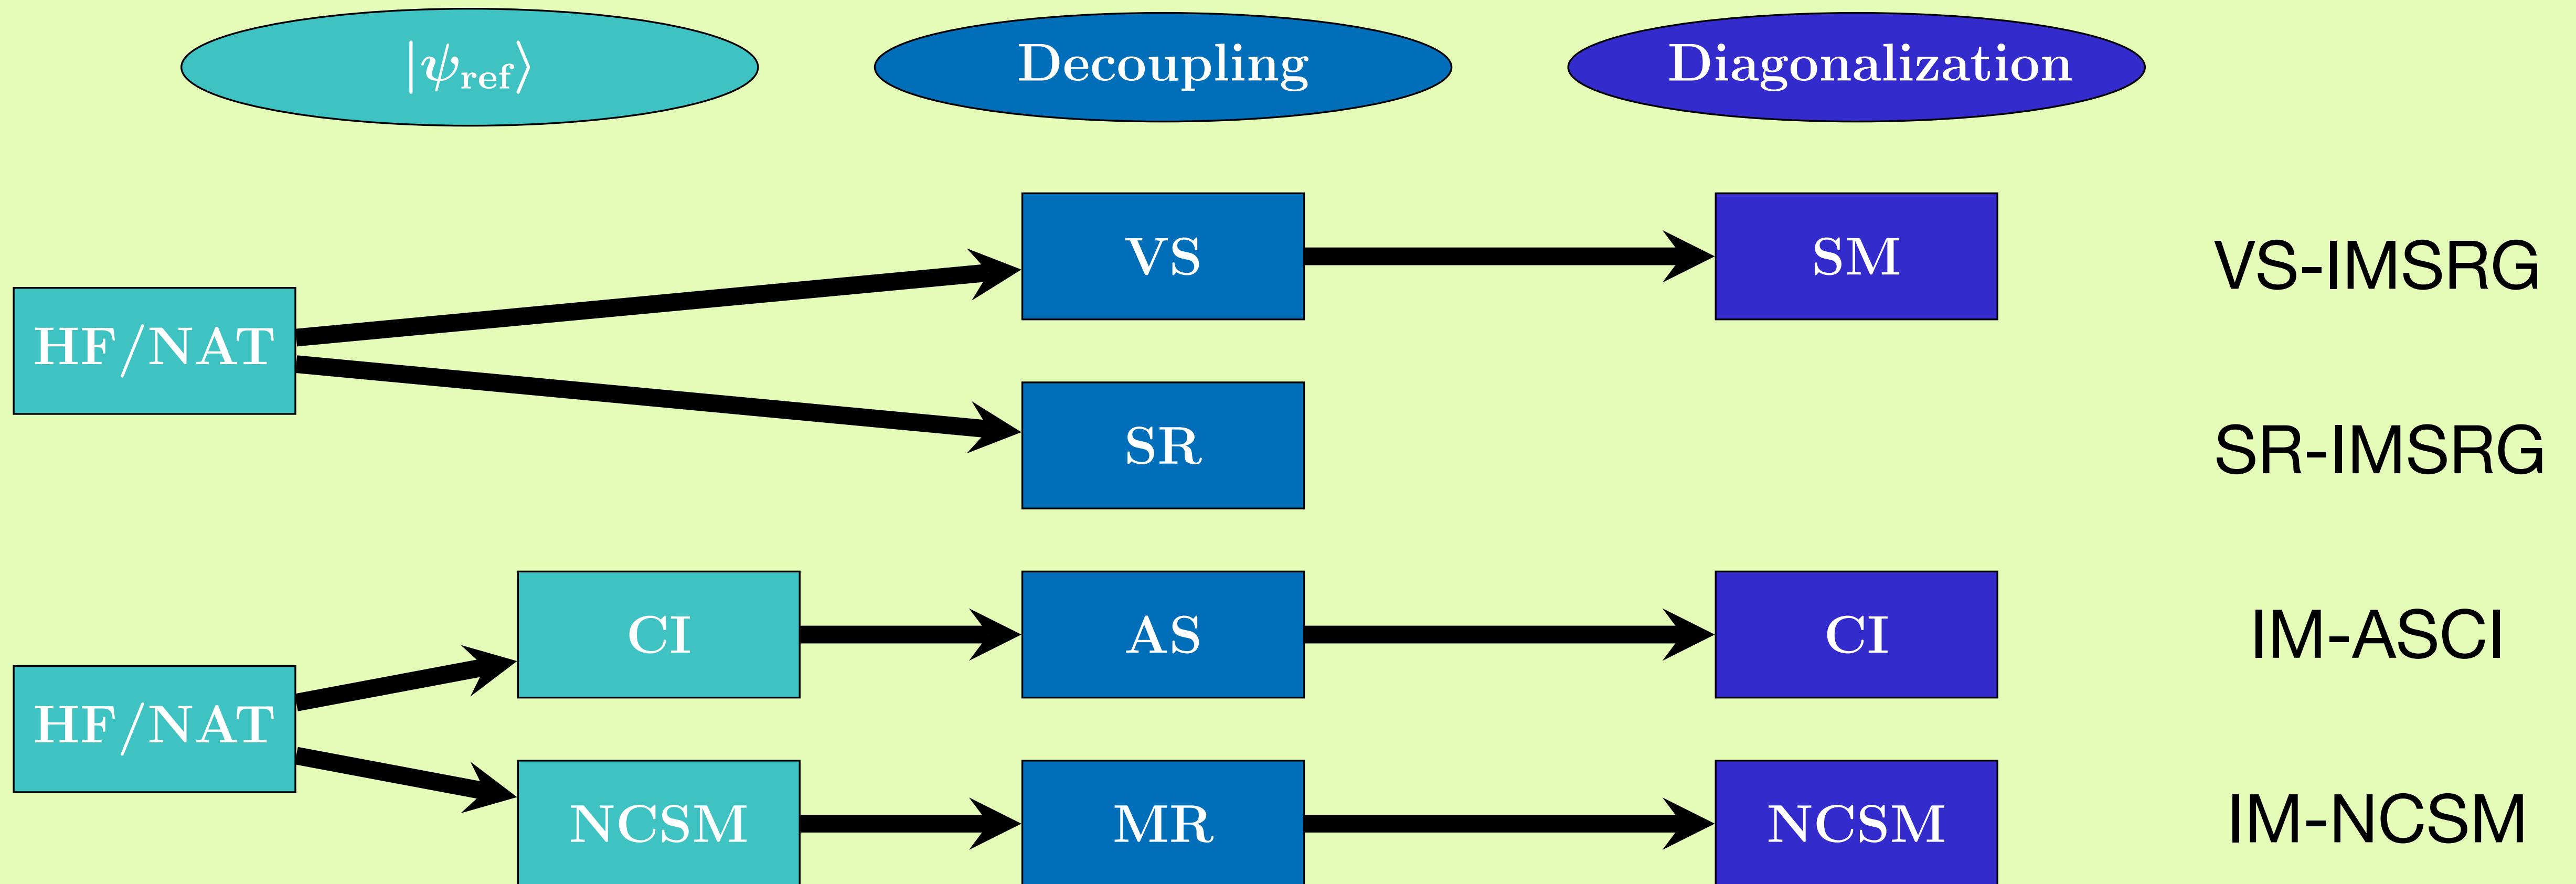 |ψref⟩ Decoupling Diagonalization
VS SM VS-IMSRG
HF/NAT
SR SR-IMSRG
CI AS CI IM-ASCI
HF/NAT
NCSM MR NCSM IM-NCSM